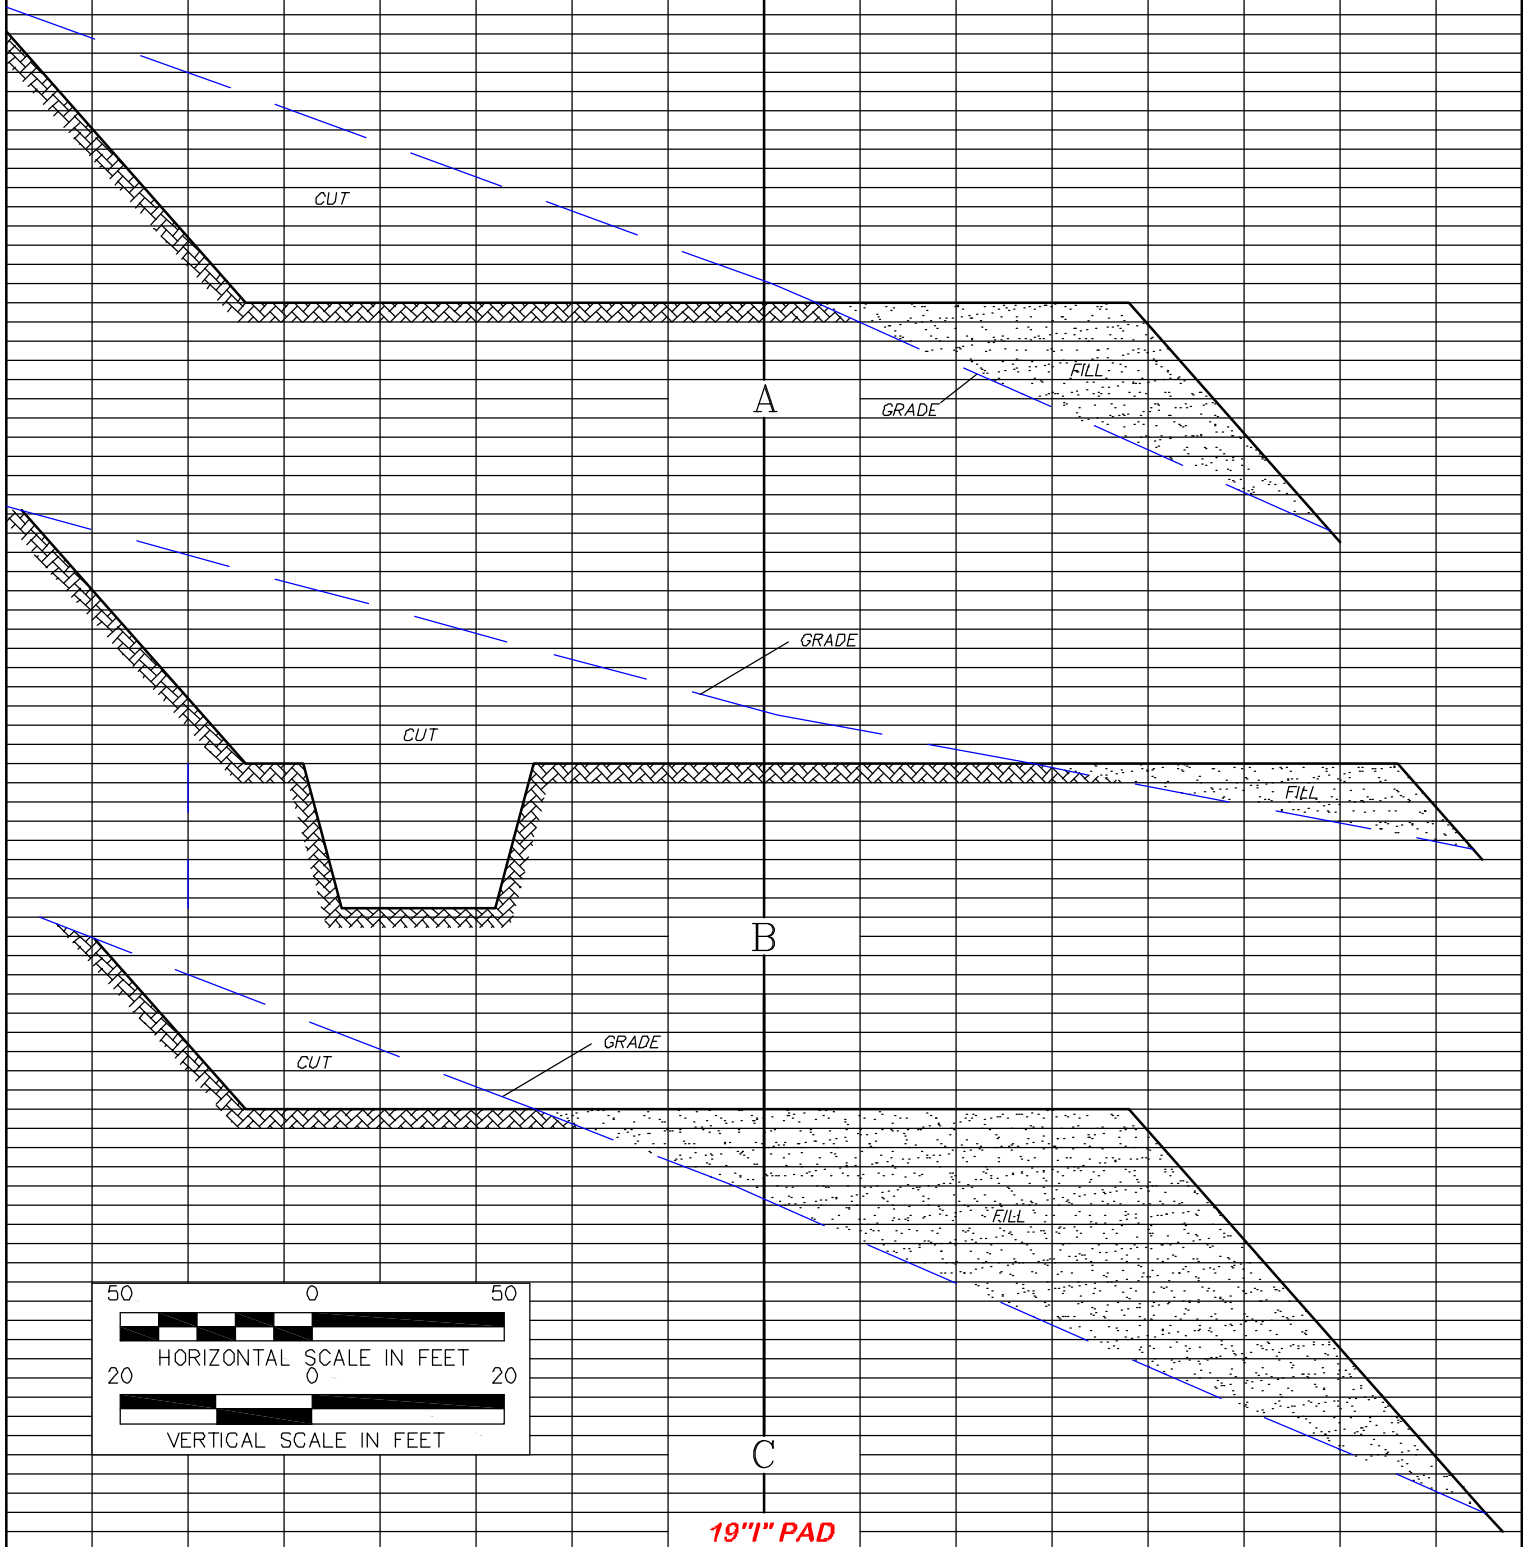 CUT
FILL
A
GRADE
GRADE
CUT
FILL
B
GRADE
CUT
FILL
50 0 50
HORIZONTAL SCALE IN FEET
20 0 20
VERTICAL SCALE IN FEET
C
19"I" PAD